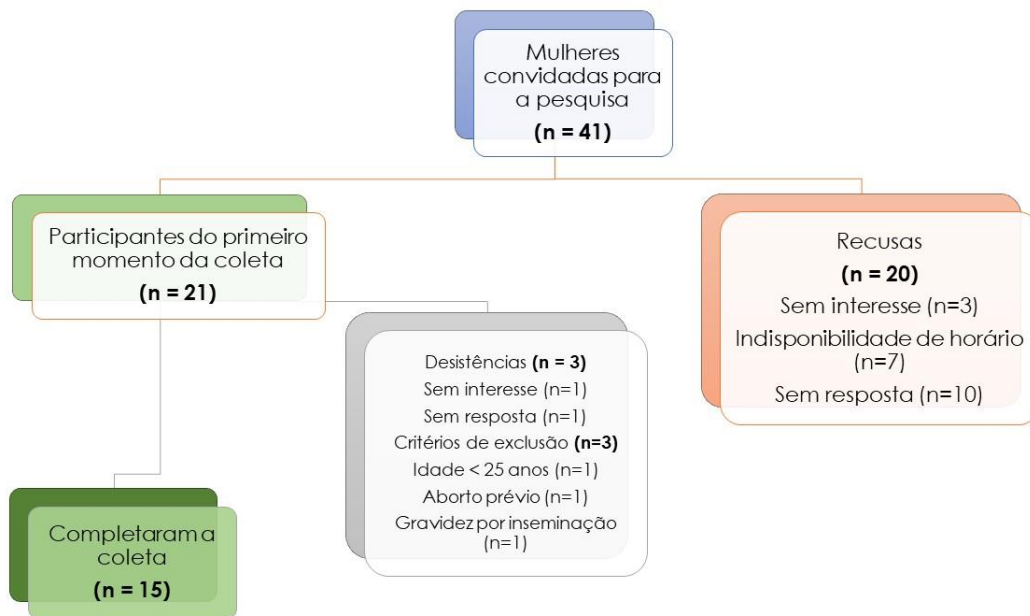 Mulheres
convidadas para
a pesquisa
(n = 41)
Participantes do primeiro
momento da coleta
(n = 21)
Recusas
(n = 20)
Sem interesse (n=3)
Indisponibilidade de horário
(n=7)
Sem resposta (n=10)
Desistências (n = 3)
Sem interesse (n=1)
Sem resposta (n=1)
Critérios de exclusão (n=3)
Idade < 25 anos (n=1)
Aborto prévio (n=1)
Gravidez por inseminação
(n=1)
Completaram a
coleta
(n = 15)